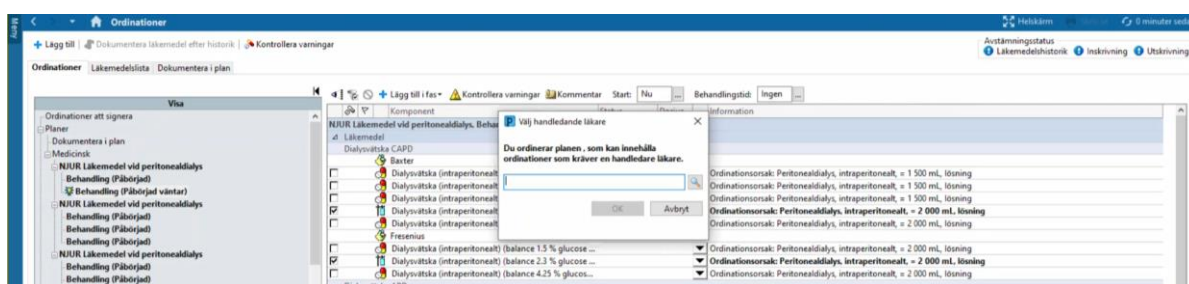 Meny
Ordinationer
Helskärm
0 minuter seda
Lägg till
Dokumentera läkemedel efter historik
Kontrollera varningar
Avstämningsstatus
Läkemedelshistorik Inskrivning Utskrivning
Ordinationer Läkemedelslista Dokumentera i plan
Lägg till i fas Kontrollera varningar Kommentar Start: Nu ... Behandlingstid: Ingen ...
Visa
Ordinationer att signera
Planer
Dokumentera i plan
Medicinsk
NJUR Läkemedel vid peritonealdialys
Behandling (Påbörjad)
Behandling (Påbörjad väntar)
NJUR Läkemedel vid peritonealdialys
Behandling (Påbörjad)
Behandling (Påbörjad)
Behandling (Påbörjad)
NJUR Läkemedel vid peritonealdialys
Behandling (Påbörjad)
Behandling (Påbörjad)
Komponent
Information
NJUR Läkemedel vid peritonealdialys, Beha
Läkemedel
Dialysvätska CAPD
Baxter
Dialysvätska (intraperitonealt Ordinationsorsak: Peritonealdialys, intraperitonealt, = 1 500 mL, lösning
Dialysvätska (intraperitonealt Ordinationsorsak: Peritonealdialys, intraperitonealt, = 1 500 mL, lösning
Dialysvätska (intraperitonealt Ordinationsorsak: Peritonealdialys, intraperitonealt, = 1 500 mL, lösning
Dialysvätska (intraperitonealt Ordinationsorsak: Peritonealdialys, intraperitonealt, = 2 000 mL, lösning
Dialysvätska (intraperitonealt Ordinationsorsak: Peritonealdialys, intraperitonealt, = 2 000 mL, lösning
Fresenius
Dialysvätska (intraperitonealt) (balance 1.5 % glucose ... Ordinationsorsak: Peritonealdialys, intraperitonealt, = 2 000 mL, lösning
Dialysvätska (intraperitonealt) (balance 2.3 % glucose ... Ordinationsorsak: Peritonealdialys, intraperitonealt, = 2 000 mL, lösning
Dialysvätska (intraperitonealt) (balance 4.25 % glucos... Ordinationsorsak: Peritonealdialys, intraperitonealt, = 2 000 mL, lösning
Välj handledande läkare
Du ordinerar planen , som kan innehålla
ordinationer som kräver en handledare läkare.
OK Avbryt